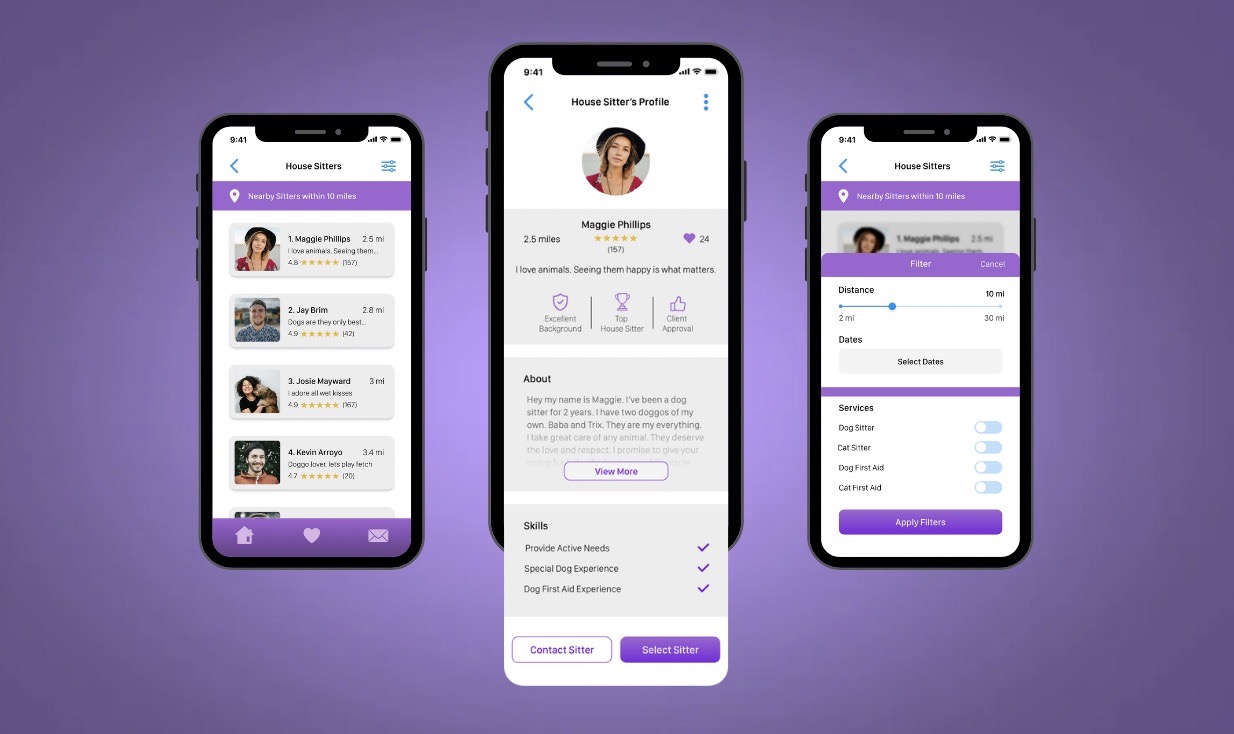 9:41
House Sitters
Nearby Sitters within 10 miles
1. Maggie Phillips 2.5 mi
I love animals. Seeing them...
4.8 (157)
2. Jay Brim 2.8 mi
Dogs are they only best...
4.9 (42)
3. Josie Mayward 3 mi
I adore all wet kisses
4.9 (167)
4. Kevin Arroyo 3.4 mi
Doggo lover, lets play fetch
4.7 (20)
9:41
House Sitter's Profile
Maggie Phillips
2.5 miles 24
(157)
I love animals. Seeing them happy is what matters.
Excellent
Background
Top
House Sitter
Client
Approval
About
Hey my name is Maggie. I've been a dog
sitter for 2 years. I have two doggos of my
own. Baba and Trix. They are my everything.
I take great care of any animal. They deserve
the love and respect. I promise to give your
View More
Skills
Provide Active Needs
Special Dog Experience
Dog First Aid Experience
Contact Sitter Select Sitter
9:41
House Sitters
Nearby Sitters within 10 miles
1. Maggie Phillips 2.5 mi
Filter Cancel
Distance 10 mi
2 mi 30 mi
Dates
Select Dates
Services
Dog Sitter
Cat Sitter
Dog First Aid
Cat First Aid
Apply Filters